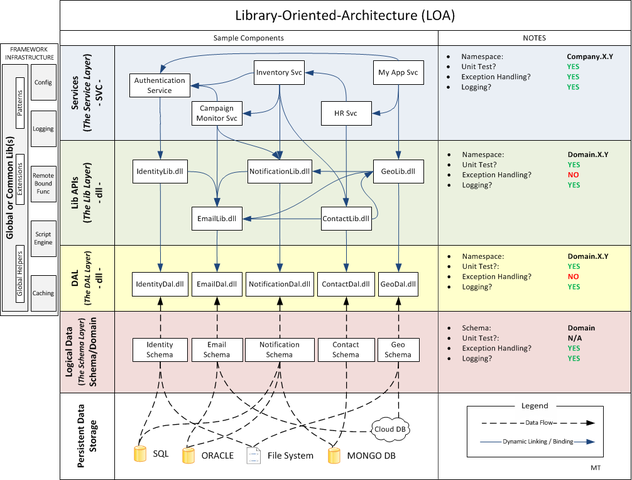 Library-Oriented-Architecture (LOA)
Sample Components
NOTES
FRAMEWORK
INFRASTRUCTURE
Global or Common Lib(s)
Patterns
Extensions
Global Helpers
Config
Logging
Remote
Bound
Func
Script
Engine
Caching
Services
(The Service Layer)
- SVC -
Authentication
Service
Inventory Svc
My App Svc
Campaign
Monitor Svc
HR Svc
• Namespace: Company.X.Y
• Unit Test? YES
• Exception Handling? YES
• Logging? YES
Lib APIs
(The Lib Layer)
- dll -
IdentityLib.dll
NotificationLib.dll
GeoLib.dll
EmailLib.dll
ContactLib.dll
• Namespace: Domain.X.Y
• Unit Test? YES
• Exception Handling? NO
• Logging? YES
DAL
(The DAL Layer)
- dll -
IdentityDal.dll
EmailDal.dll
NotificationDal.dll
ContactDal.dll
GeoDal.dll
• Namespace: Domain.X.Y
• Unit Test?: YES
• Exception Handling? NO
• Logging? YES
Logical Data
(The Schema Layer)
Schema/Domain
Identity
Schema
Email
Schema
Notification
Schema
Contact
Schema
Geo
Schema
• Schema: Domain
• Unit Test?: N/A
• Exception Handling? YES
• Logging? YES
Persistent Data
Storage
Cloud DB
SQL
ORACLE
File System
MONGO DB
Legend
Data Flow
Dynamic Linking / Binding
MT